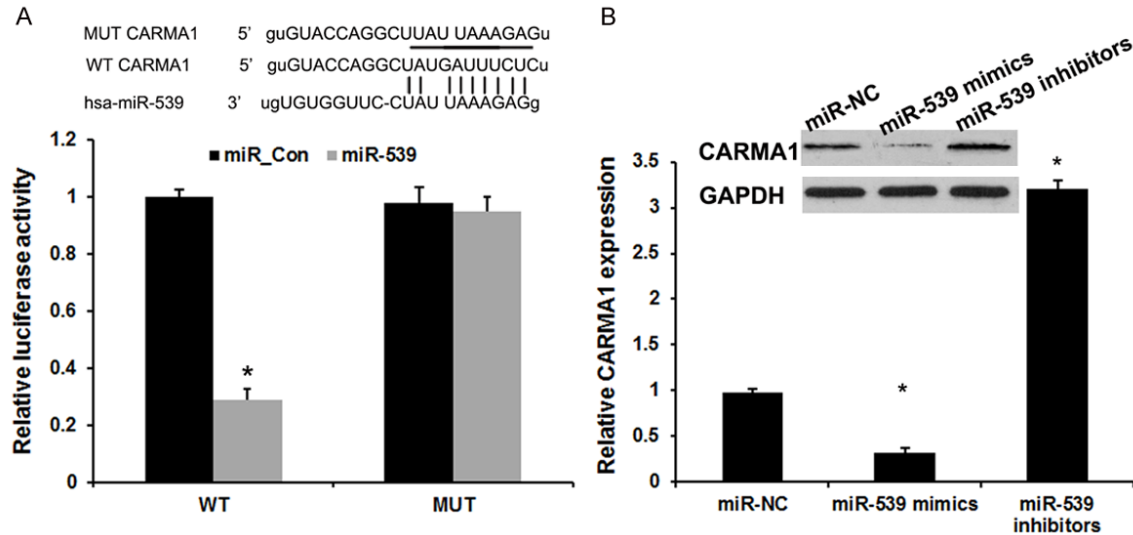 A
MUT CARMA1 5' guGUACCAGGCUUAU UAAAGAGu
WT CARMA1 5' guGUACCAGGCUAUGAUUUCUCu
hsa-miR-539 3' ugUGUGGUUC-CUAU UAAAGAGg
miR_Con miR-539
Relative luciferase activity
1.2
1
0.8
0.6
0.4
0.2
0
*
WT MUT
B
miR-NC miR-539 mimics miR-539 inhibitors
CARMA1
GAPDH
Relative CARMA1 expression
3.5
3
2.5
2
1.5
1
0.5
0
*
*
miR-NC miR-539 mimics miR-539
inhibitors